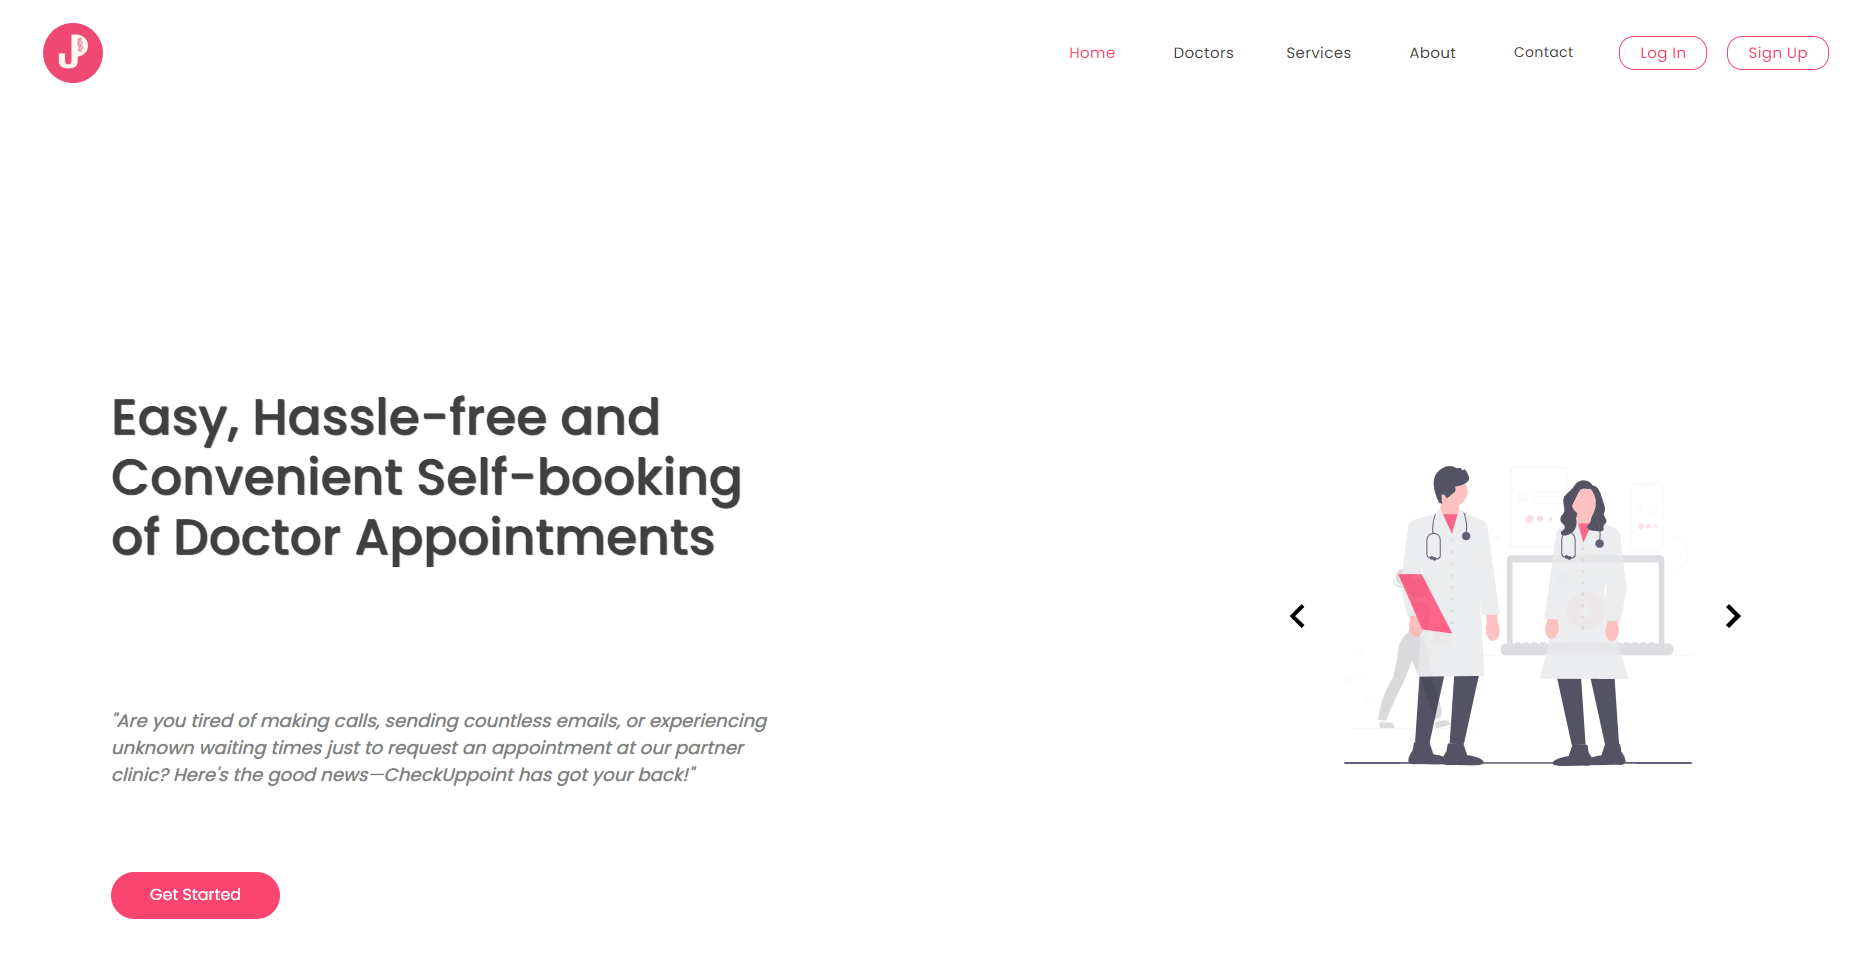 JP
Home Doctors Services About Contact Log In Sign Up
Easy, Hassle-free and
Convenient Self-booking
of Doctor Appointments
"Are you tired of making calls, sending countless emails, or experiencing
unknown waiting times just to request an appointment at our partner
clinic? Here's the good news—CheckUppoint has got your back!"
Get Started